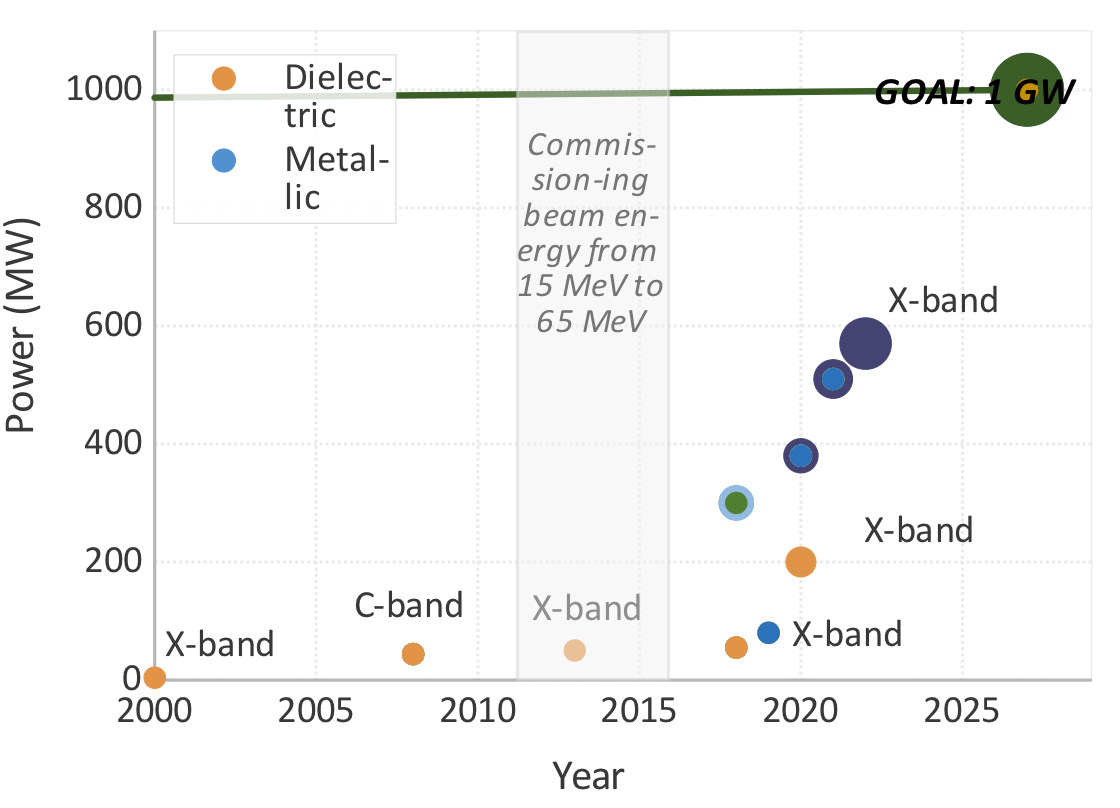 Dielec-
tric
Metal-
lic
1000
800
600
400
200
0
Power (MW)
GOAL: 1 GW
Commis-
sion-ing
beam en-
ergy from
15 MeV to
65 MeV
X-band
X-band
C-band
X-band
X-band
X-band
2000
2005
2010
2015
2020
2025
Year